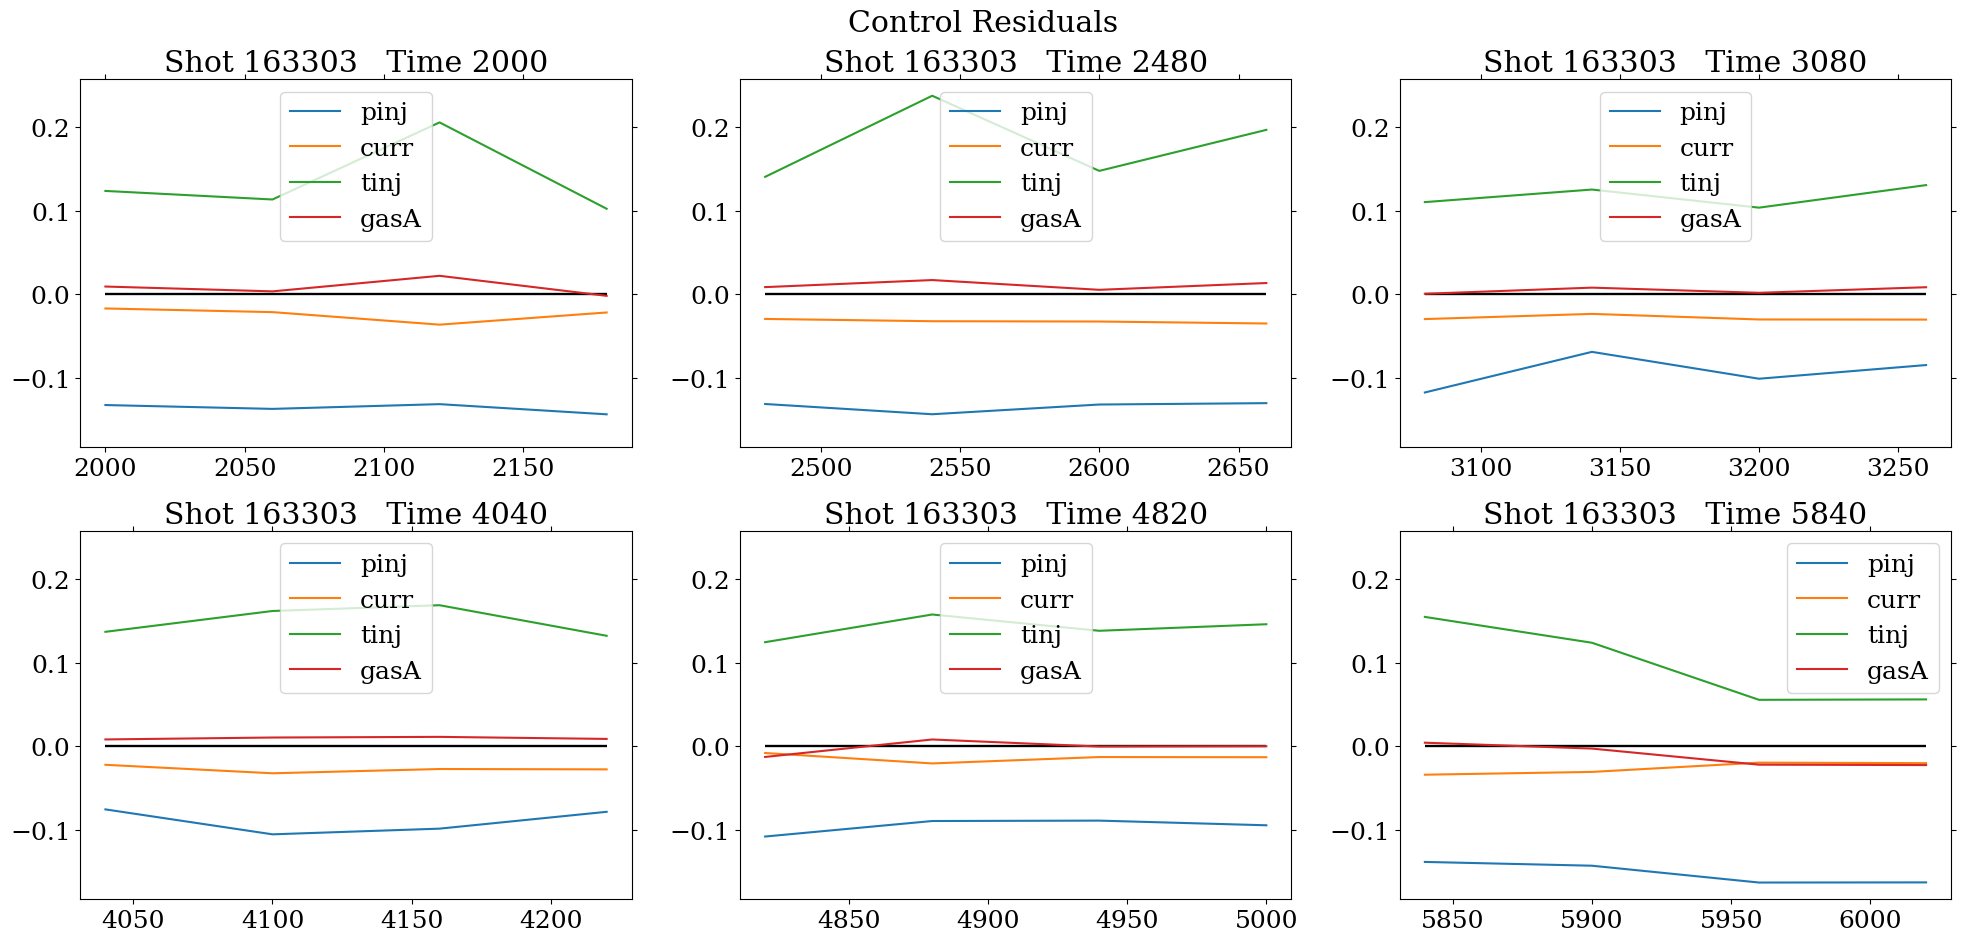 Control Residuals
Shot 163303 Time 2000
Shot 163303 Time 2480
Shot 163303 Time 3080
0.2
0.1
0.0
−0.1
pinj
curr
tinj
gasA
2000 2050 2100 2150
0.2
0.1
0.0
−0.1
pinj
curr
tinj
gasA
2500 2550 2600 2650
0.2
0.1
0.0
−0.1
pinj
curr
tinj
gasA
3100 3150 3200 3250
Shot 163303 Time 4040
Shot 163303 Time 4820
Shot 163303 Time 5840
0.2
0.1
0.0
−0.1
pinj
curr
tinj
gasA
4050 4100 4150 4200
0.2
0.1
0.0
−0.1
pinj
curr
tinj
gasA
4850 4900 4950 5000
0.2
0.1
0.0
−0.1
pinj
curr
tinj
gasA
5850 5900 5950 6000